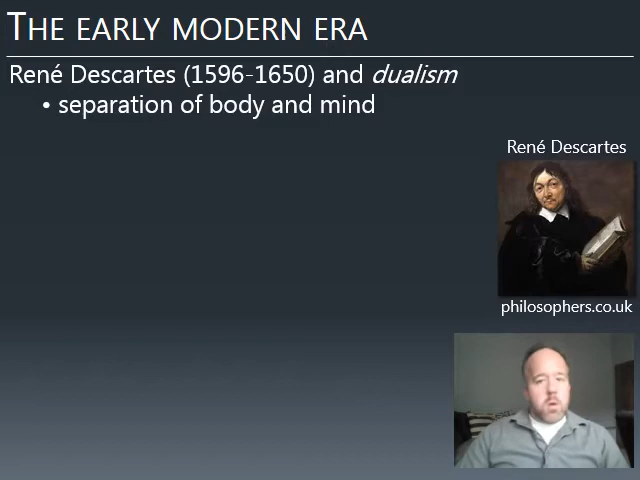 THE EARLY MODERN ERA
René Descartes (1596-1650) and dualism
• separation of body and mind
René Descartes
philosophers.co.uk